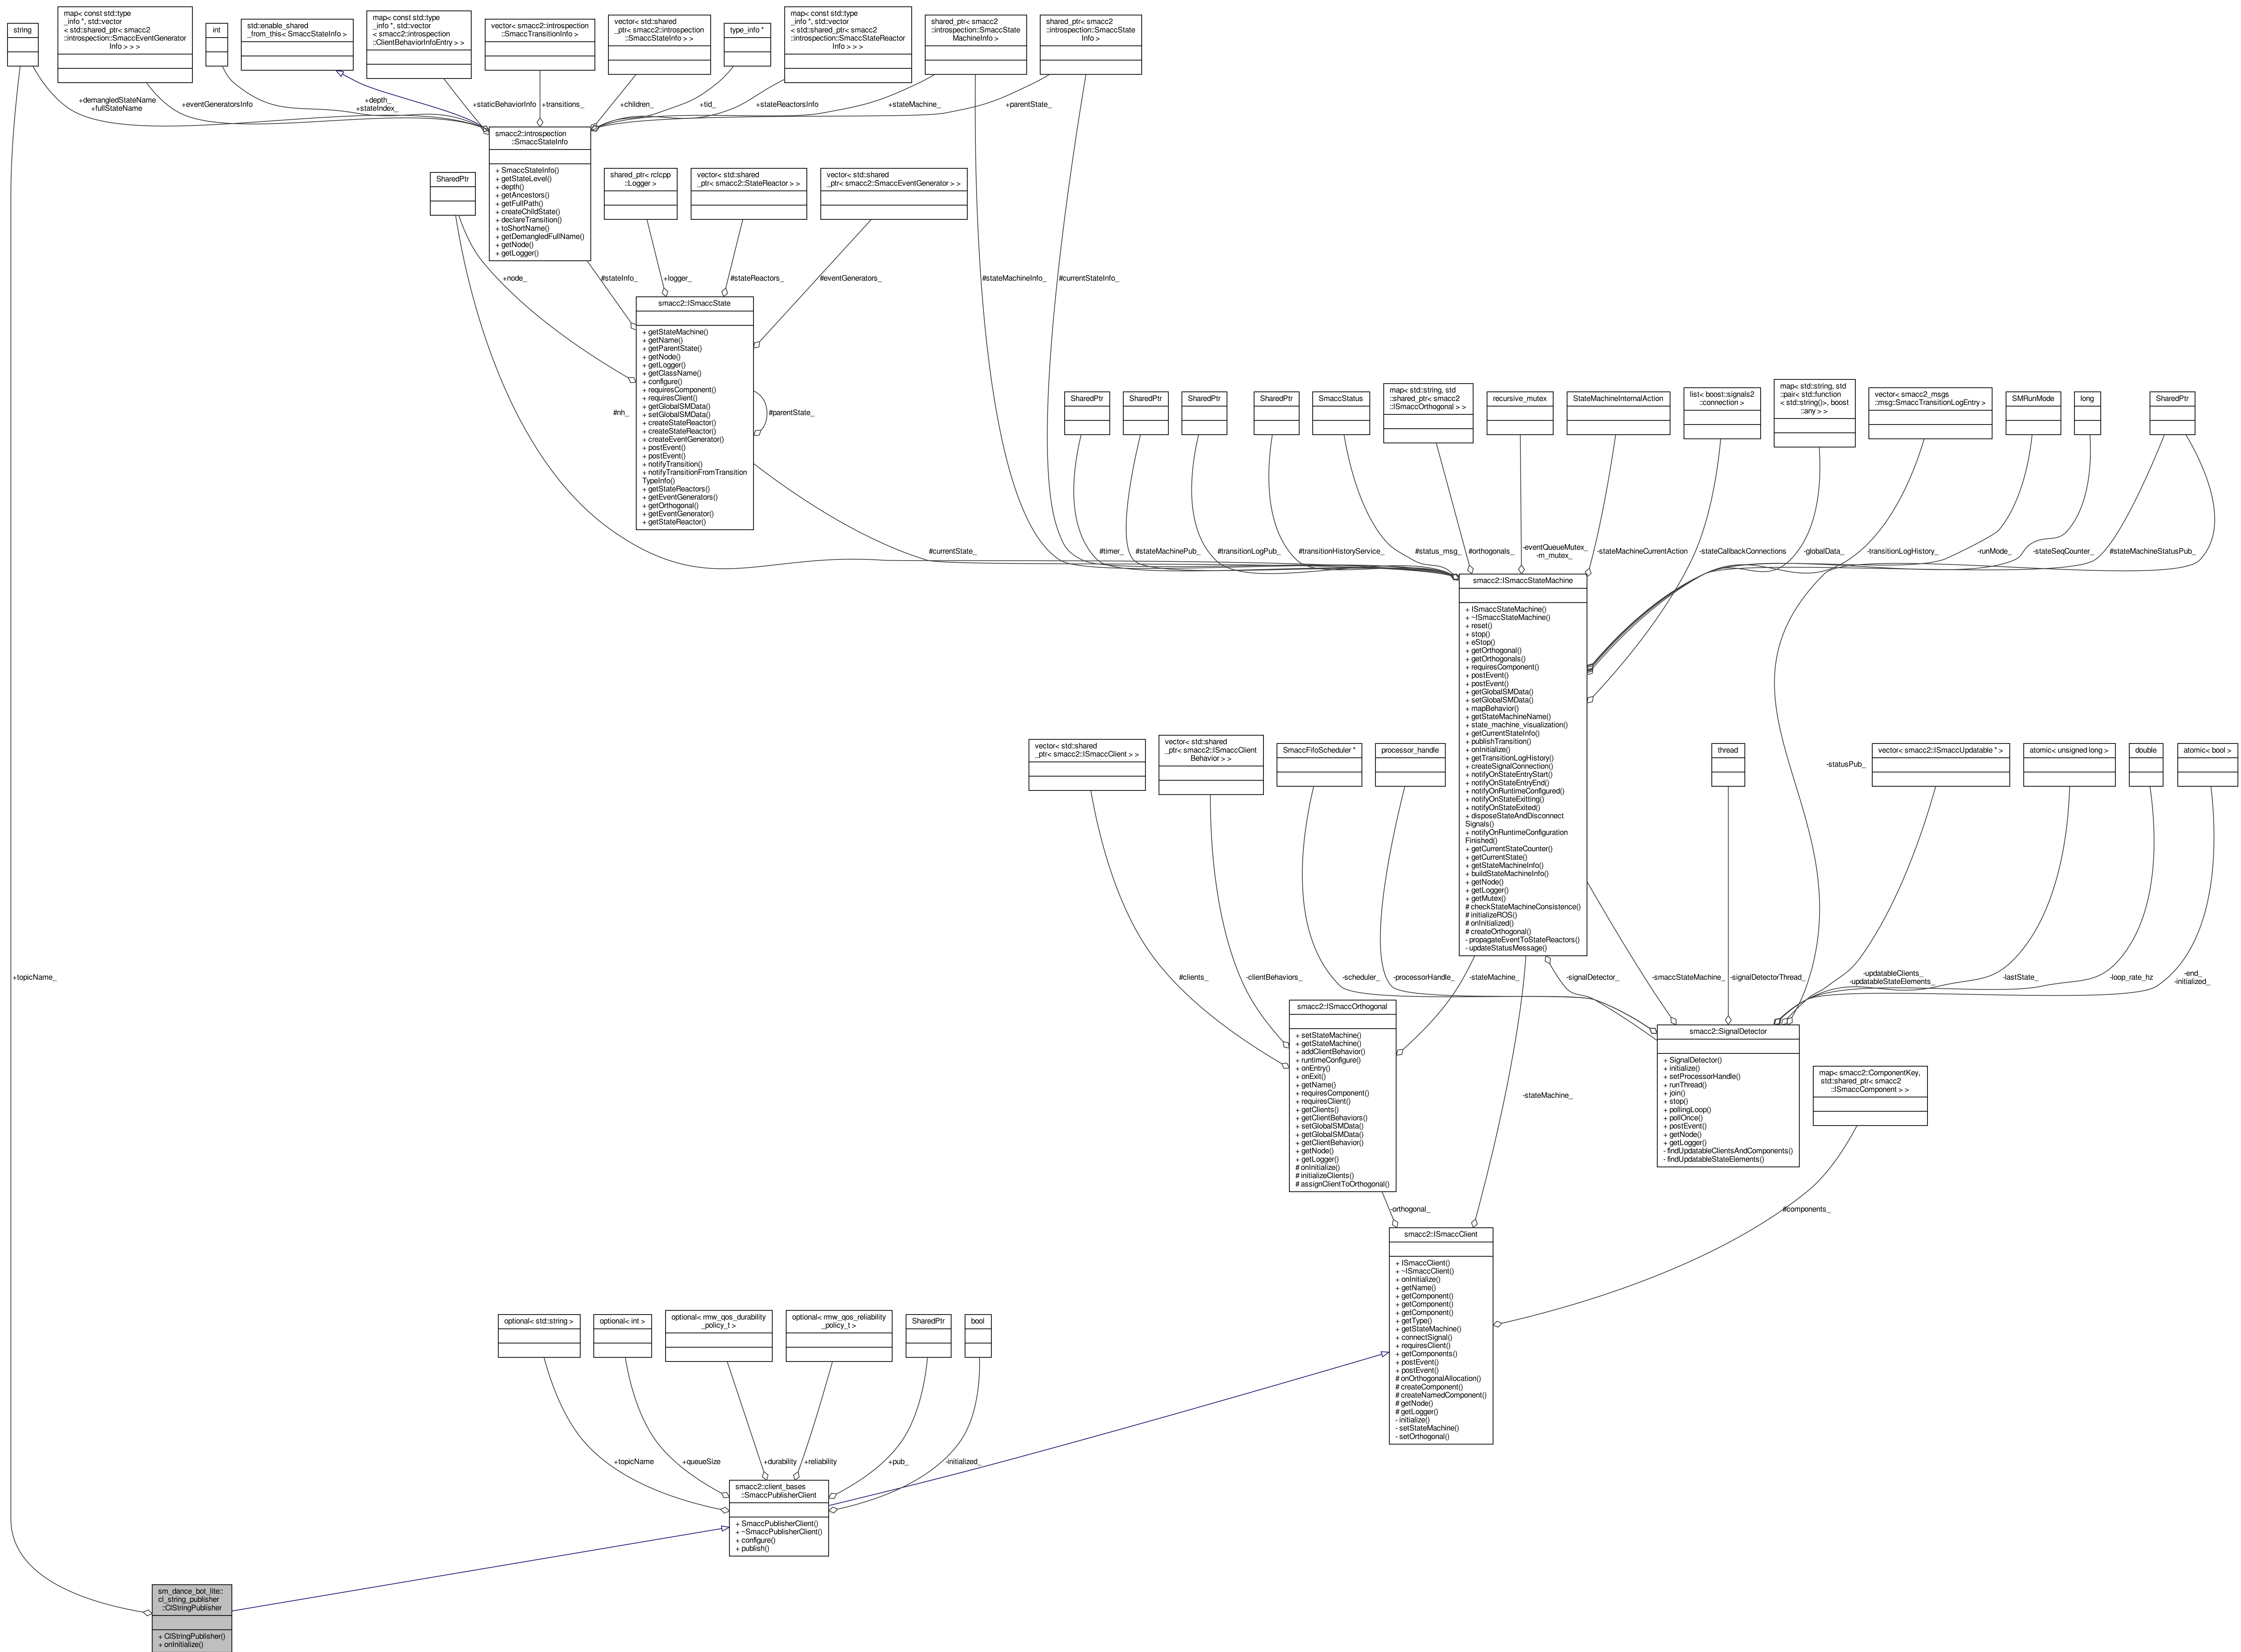 string
map< const std::type
_info *, std::vector
< std::shared_ptr< smacc2
::introspection::SmaccEventGenerator
Info > > >
int
std::enable_shared
_from_this< SmaccStateInfo >
map< const std::type
_info *, std::vector
< smacc2::introspection
::ClientBehaviorInfoEntry > >
vector< smacc2::introspection
::SmaccTransitionInfo >
vector< std::shared
_ptr< smacc2::introspection
::SmaccStateInfo > >
type_info *
map< const std::type
_info *, std::vector
< std::shared_ptr< smacc2
::introspection::SmaccStateReactor
Info > > >
shared_ptr< smacc2
::introspection::SmaccState
MachineInfo >
shared_ptr< smacc2
::introspection::SmaccState
Info >
+demangledStateName
+fullStateName
+eventGeneratorsInfo
+depth_
+stateIndex_
+staticBehaviorInfo
+transitions_
+children_
+tid_
+stateReactorsInfo
+stateMachine_
+parentState_
smacc2::introspection
::SmaccStateInfo
+ SmaccStateInfo()
+ getStateLevel()
+ depth()
+ getAncestors()
+ getFullPath()
+ createChildState()
+ declareTransition()
+ toShortName()
+ getDemangledFullName()
+ getNode()
+ getLogger()
SharedPtr
shared_ptr< rclcpp
::Logger >
vector< std::shared
_ptr< smacc2::StateReactor > >
vector< std::shared
_ptr< smacc2::SmaccEventGenerator > >
+node_
#stateInfo_
+logger_
#stateReactors_
#eventGenerators_
#stateMachineInfo_
#currentStateInfo_
smacc2::ISmaccState
+ getStateMachine()
+ getName()
+ getParentState()
+ getNode()
+ getLogger()
+ getClassName()
+ configure()
+ requiresComponent()
+ requiresClient()
+ getGlobalSMData()
+ setGlobalSMData()
+ createStateReactor()
+ createStateReactor()
+ createEventGenerator()
+ postEvent()
+ postEvent()
+ notifyTransition()
+ notifyTransitionFromTransition
TypeInfo()
+ getStateReactors()
+ getEventGenerators()
+ getOrthogonal()
+ getEventGenerator()
+ getStateReactor()
#nh_
#parentState_
SharedPtr
SharedPtr
SharedPtr
SharedPtr
SmaccStatus
map< std::string, std
::shared_ptr< smacc2
::ISmaccOrthogonal > >
recursive_mutex
StateMachineInternalAction
list< boost::signals2
::connection >
map< std::string, std
::pair< std::function
< std::string()>, boost
::any > >
vector< smacc2_msgs
::msg::SmaccTransitionLogEntry >
SMRunMode
long
SharedPtr
#currentState_
#timer_
#stateMachinePub_
#transitionLogPub_
#transitionHistoryService_
#status_msg_
#orthogonals_
-eventQueueMutex_
-m_mutex_
-stateMachineCurrentAction
-stateCallbackConnections
-globalData_
-transitionLogHistory_
-runMode_
-stateSeqCounter_
#stateMachineStatusPub_
smacc2::ISmaccStateMachine
+ ISmaccStateMachine()
+ ~ISmaccStateMachine()
+ reset()
+ stop()
+ eStop()
+ getOrthogonal()
+ getOrthogonals()
+ requiresComponent()
+ postEvent()
+ postEvent()
+ getGlobalSMData()
+ setGlobalSMData()
+ mapBehavior()
+ getStateMachineName()
+ state_machine_visualization()
+ getCurrentStateInfo()
+ publishTransition()
+ onInitialize()
+ getTransitionLogHistory()
+ createSignalConnection()
+ notifyOnStateEntryStart()
+ notifyOnStateEntryEnd()
+ notifyOnRuntimeConfigured()
+ notifyOnStateExitting()
+ notifyOnStateExited()
+ disposeStateAndDisconnect
Signals()
+ notifyOnRuntimeConfiguration
Finished()
+ getCurrentStateCounter()
+ getCurrentState()
+ getStateMachineInfo()
+ buildStateMachineInfo()
+ getNode()
+ getLogger()
+ getMutex()
# checkStateMachineConsistence()
# initializeROS()
# onInitialized()
# createOrthogonal()
- propagateEventToStateReactors()
- updateStatusMessage()
vector< std::shared
_ptr< smacc2::ISmaccClient > >
vector< std::shared
_ptr< smacc2::ISmaccClient
Behavior > >
SmaccFifoScheduler *
processor_handle
thread
-statusPub_
vector< smacc2::ISmaccUpdatable * >
atomic< unsigned long >
double
atomic< bool >
+topicName_
#clients_
-clientBehaviors_
-scheduler_
-processorHandle_
-stateMachine_
-signalDetector_
-smaccStateMachine_
-signalDetectorThread_
-updatableClients_
-updatableStateElements_
-lastState_
-loop_rate_hz
-end_
-initialized_
smacc2::ISmaccOrthogonal
+ setStateMachine()
+ getStateMachine()
+ addClientBehavior()
+ runtimeConfigure()
+ onEntry()
+ onExit()
+ getName()
+ requiresComponent()
+ requiresClient()
+ getClients()
+ getClientBehaviors()
+ setGlobalSMData()
+ getGlobalSMData()
+ getClientBehavior()
+ getNode()
+ getLogger()
# onInitialize()
# initializeClients()
# assignClientToOrthogonal()
smacc2::SignalDetector
+ SignalDetector()
+ initialize()
+ setProcessorHandle()
+ runThread()
+ join()
+ stop()
+ pollingLoop()
+ pollOnce()
+ postEvent()
+ getNode()
+ getLogger()
- findUpdatableClientsAndComponents()
- findUpdatableStateElements()
map< smacc2::ComponentKey,
std::shared_ptr< smacc2
::ISmaccComponent > >
-stateMachine_
-orthogonal_
#components_
smacc2::ISmaccClient
+ ISmaccClient()
+ ~ISmaccClient()
+ onInitialize()
+ getName()
+ getComponent()
+ getComponent()
+ getComponent()
+ getType()
+ getStateMachine()
+ connectSignal()
+ requiresClient()
+ getComponents()
+ postEvent()
+ postEvent()
# onOrthogonalAllocation()
# createComponent()
# createNamedComponent()
# getNode()
# getLogger()
- initialize()
- setStateMachine()
- setOrthogonal()
optional< std::string >
optional< int >
optional< rmw_qos_durability
_policy_t >
optional< rmw_qos_reliability
_policy_t >
SharedPtr
bool
+topicName
+queueSize
+durability
+reliability
+pub_
-initialized_
smacc2::client_bases
::SmaccPublisherClient
+ SmaccPublisherClient()
+ ~SmaccPublisherClient()
+ configure()
+ publish()
sm_dance_bot_lite::
cl_string_publisher
::ClStringPublisher
+ ClStringPublisher()
+ onInitialize()